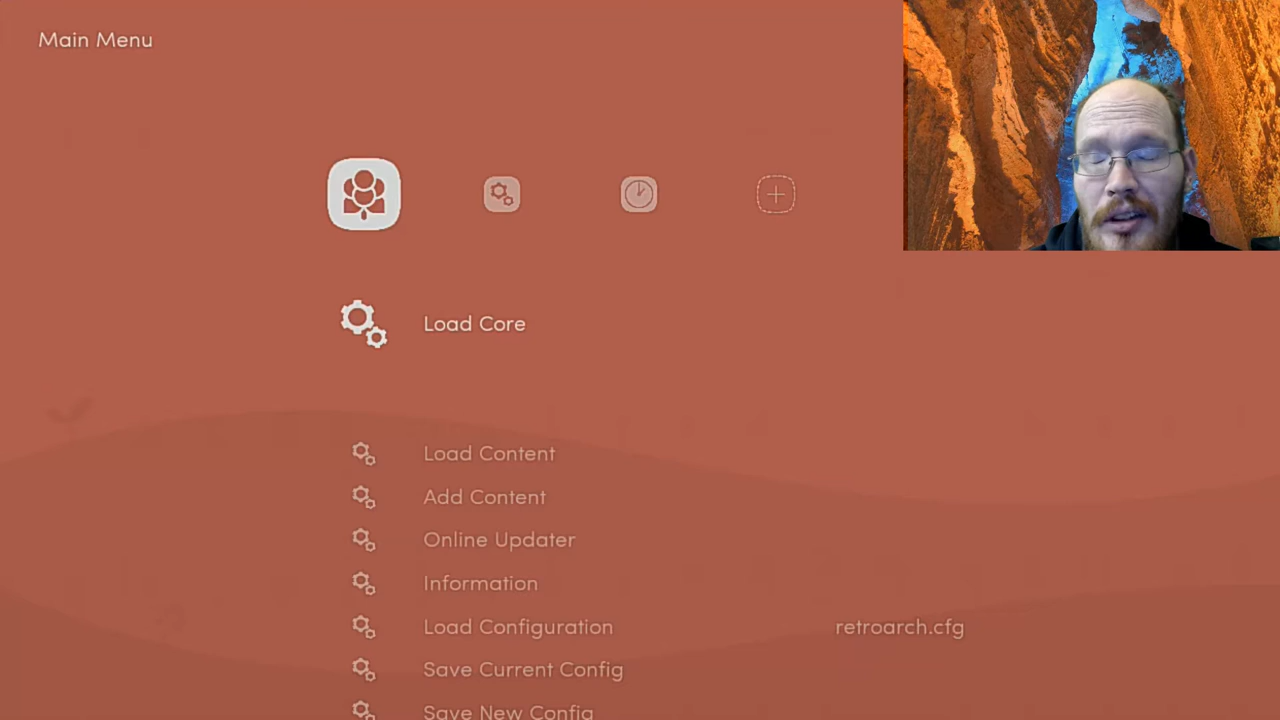 Main Menu
Load Core
Load Content
Add Content
Online Updater
Information
Load Configuration retroarch.cfg
Save Current Config
Save New Config